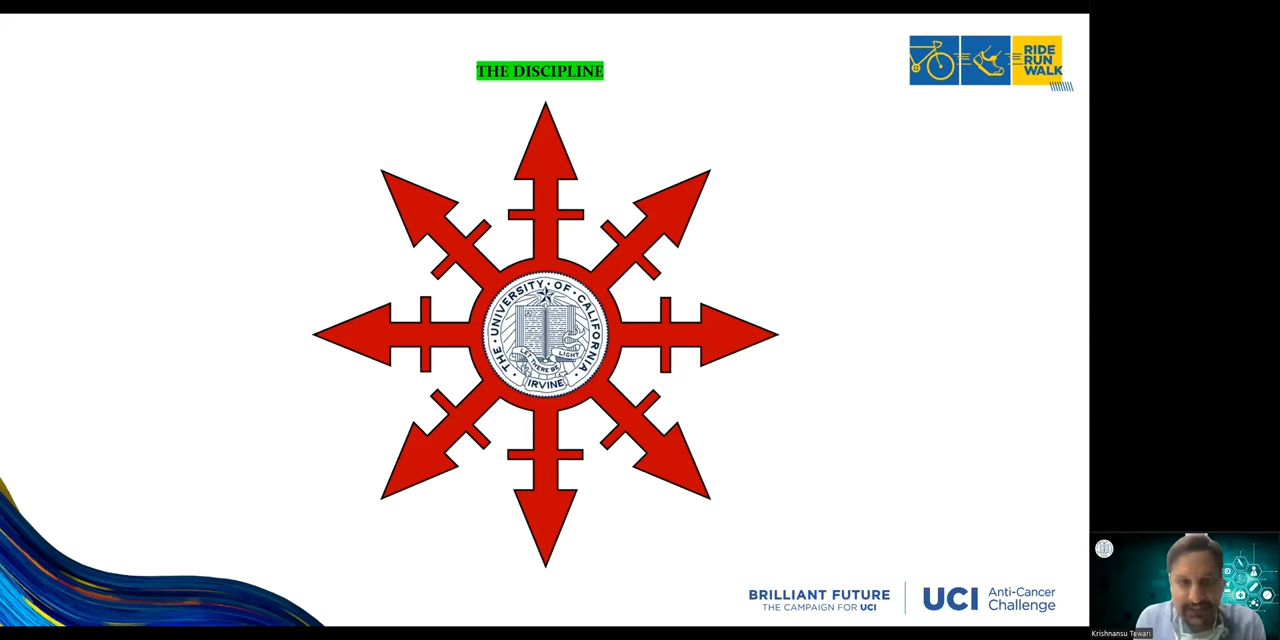 THE DISCIPLINE
RIDE
RUN
WALK
THE · UNIVERSITY · OF · CALIFORNIA ·
LET THERE BE LIGHT
IRVINE
BRILLIANT FUTURE
THE CAMPAIGN FOR UCI
UCI Anti-Cancer
Challenge
Krishnansu Tewari